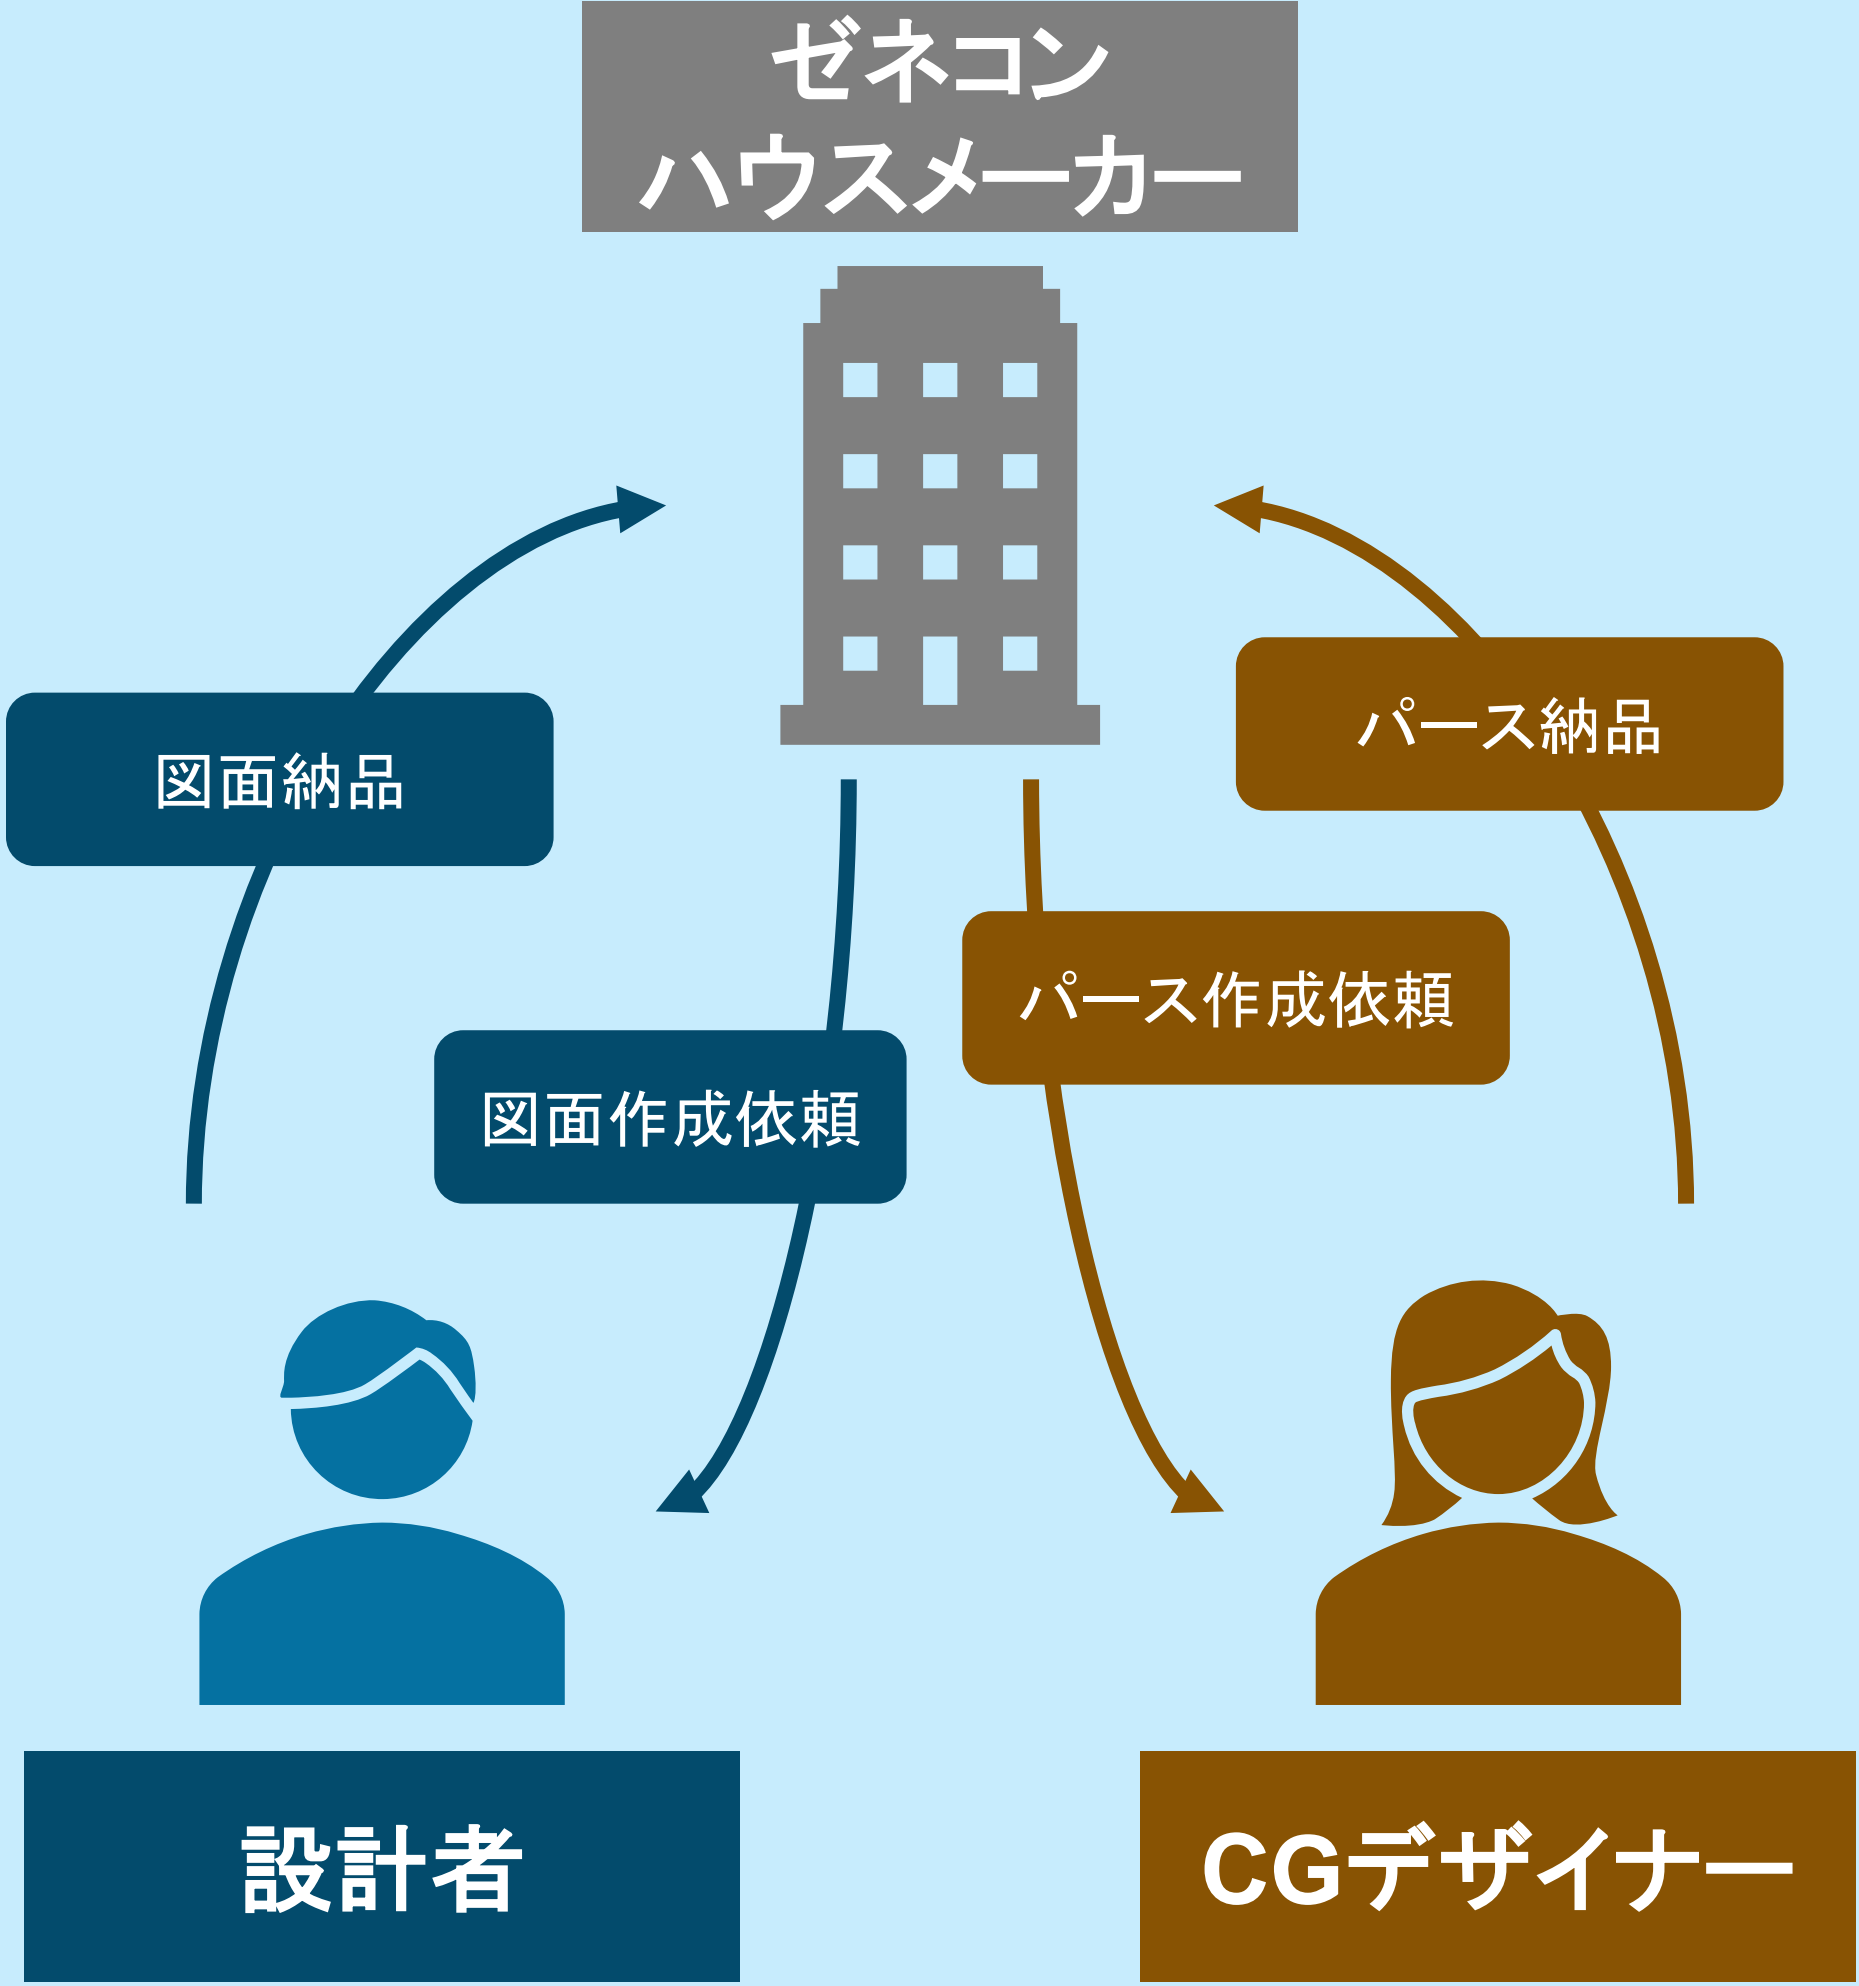 ゼネコン
ハウスメーカー
パース納品
図面納品
パース作成依頼
図面作成依頼
設計者
CGデザイナー